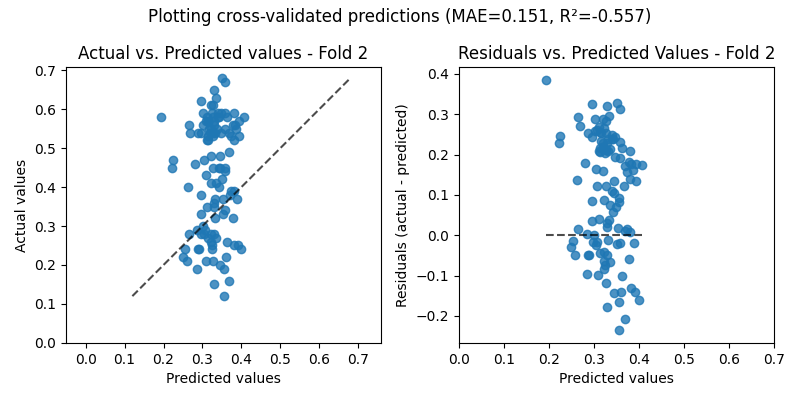 Plotting cross-validated predictions (MAE=0.151, R²=-0.557)
Actual vs. Predicted values - Fold 2
Residuals vs. Predicted Values - Fold 2
Actual values
0.7
0.6
0.5
0.4
0.3
0.2
0.1
0.0
0.0 0.1 0.2 0.3 0.4 0.5 0.6 0.7
Predicted values
Residuals (actual - predicted)
0.4
0.3
0.2
0.1
0.0
−0.1
−0.2
0.0 0.1 0.2 0.3 0.4 0.5 0.6 0.7
Predicted values